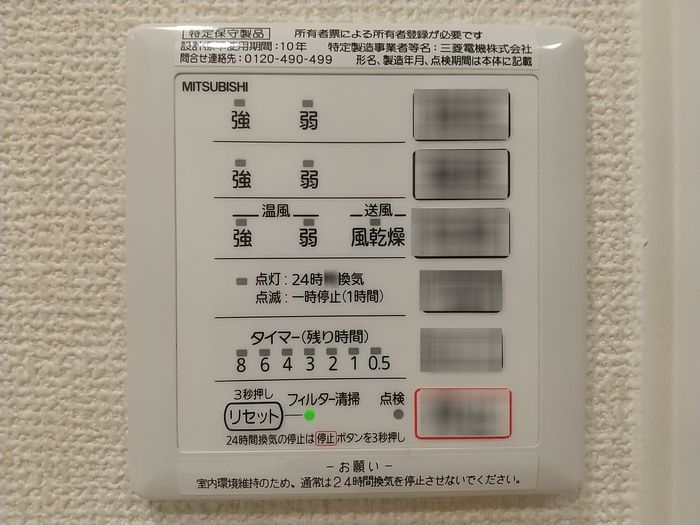 特定保守製品 所有者票による所有者登録が必要です
設計標準使用期間:10年 特定製造事業者等名:三菱電機株式会社
問合せ連絡先:0120-490-499 形名、製造年月、点検期間は本体に記載
MITSUBISHI
強 弱
強 弱
温風 送風
強 弱 風乾燥
点灯:24時 換気
点滅:一時停止(1時間)
タイマー(残り時間)
8 6 4 3 2 1 0.5
3秒押し
リセット フィルター清掃 点検
24時間換気の停止は停止ボタンを3秒押し
-お願い-
室内環境維持のため、通常は24時間換気を停止させないでください。